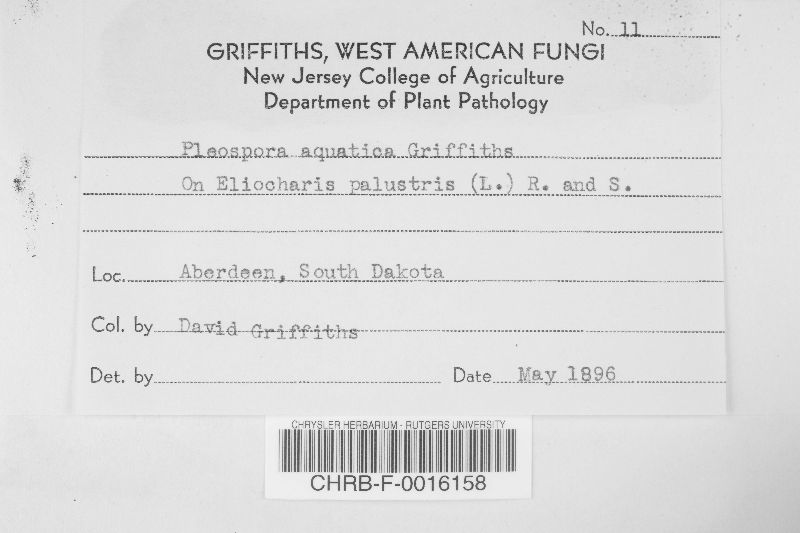 No. 11
GRIFFITHS, WEST AMERICAN FUNGI
New Jersey College of Agriculture
Department of Plant Pathology
Pleospora aquatica Griffiths
On Eliocharis palustris (L.) R. and S.
Loc. Aberdeen, South Dakota
Col. by David Griffiths
Det. by Date May 1896
CHRYSLER HERBARIUM - RUTGERS UNIVERSITY
CHRB-F-0016158